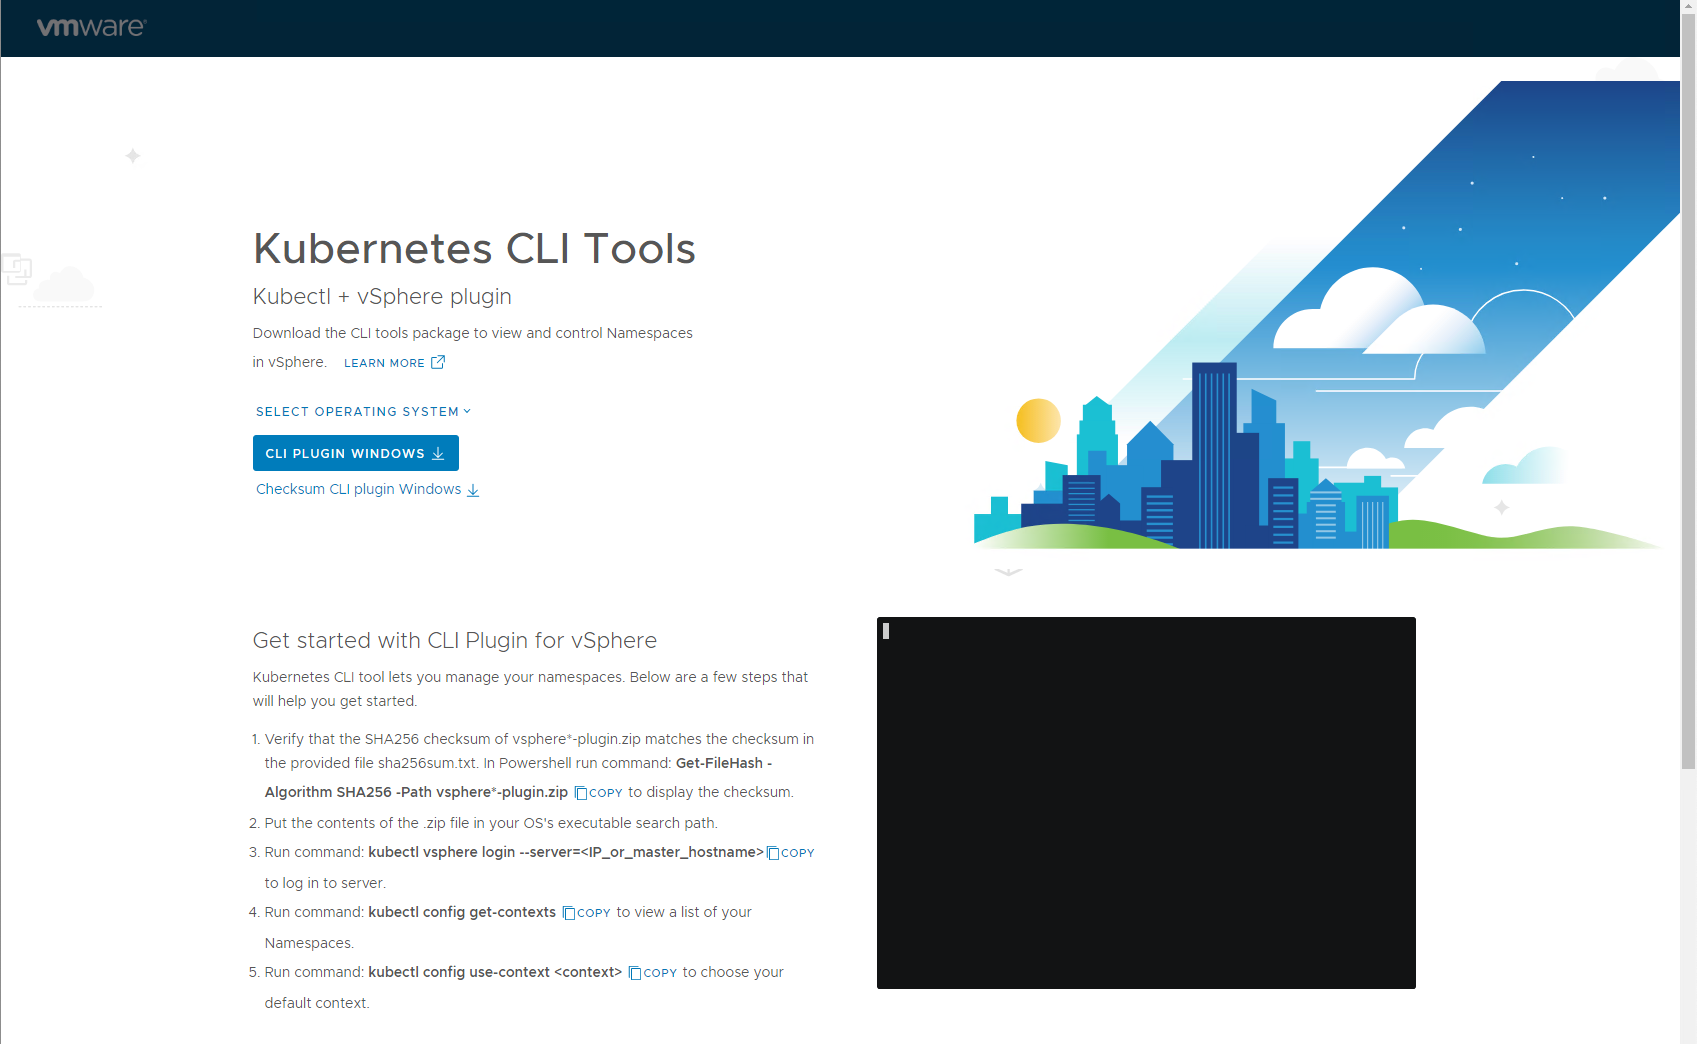 vmware®
Kubernetes CLI Tools
Kubectl + vSphere plugin
Download the CLI tools package to view and control Namespaces
in vSphere. LEARN MORE
SELECT OPERATING SYSTEM
CLI PLUGIN WINDOWS
Checksum CLI plugin Windows
Get started with CLI Plugin for vSphere
Kubernetes CLI tool lets you manage your namespaces. Below are a few steps that
will help you get started.
1. Verify that the SHA256 checksum of vsphere*-plugin.zip matches the checksum in
the provided file sha256sum.txt. In Powershell run command: Get-FileHash -
Algorithm SHA256 -Path vsphere*-plugin.zip COPY to display the checksum.
2. Put the contents of the .zip file in your OS's executable search path.
3. Run command: kubectl vsphere login --server=<IP_or_master_hostname> COPY
to log in to server.
4. Run command: kubectl config get-contexts COPY to view a list of your
Namespaces.
5. Run command: kubectl config use-context <context> COPY to choose your
default context.